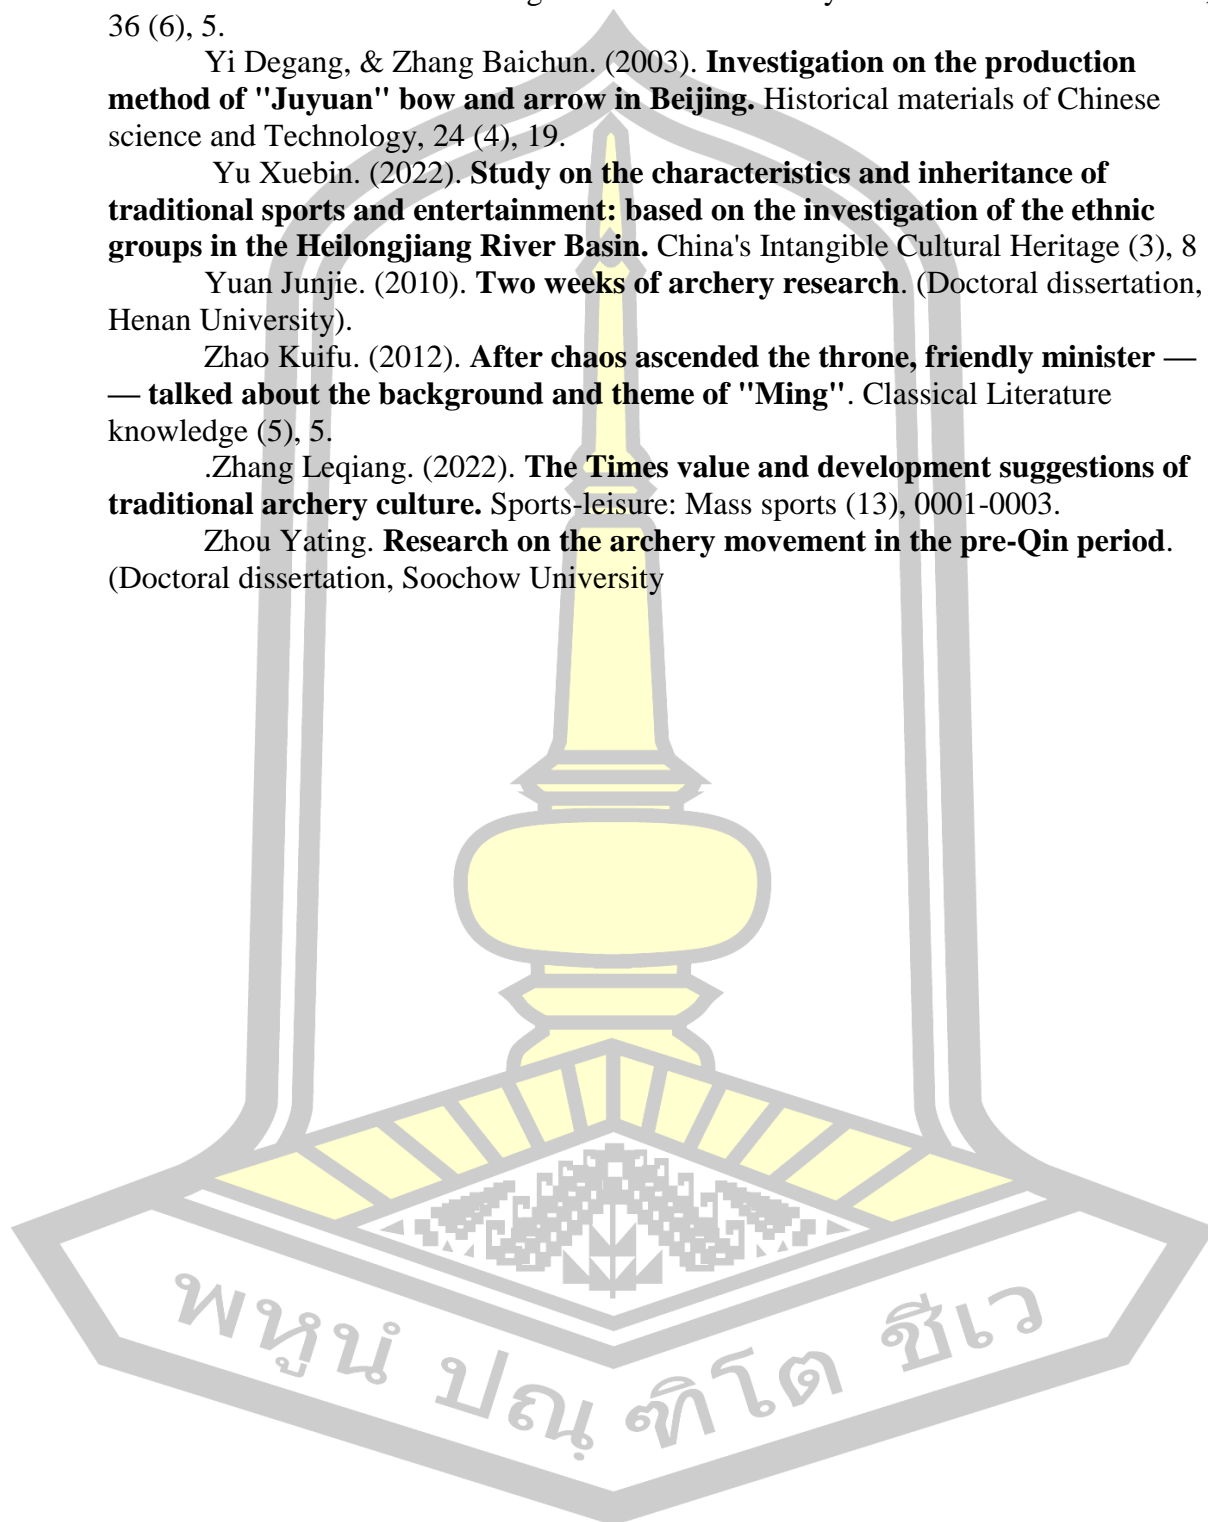 36 (6), 5.
Yi Degang, & Zhang Baichun. (2003). Investigation on the production
method of "Juyuan" bow and arrow in Beijing. Historical materials of Chinese
science and Technology, 24 (4), 19.
Yu Xuebin. (2022). Study on the characteristics and inheritance of
traditional sports and entertainment: based on the investigation of the ethnic
groups in the Heilongjiang River Basin. China's Intangible Cultural Heritage (3), 8
Yuan Junjie. (2010). Two weeks of archery research. (Doctoral dissertation,
Henan University).
Zhao Kuifu. (2012). After chaos ascended the throne, friendly minister —
— talked about the background and theme of "Ming". Classical Literature
knowledge (5), 5.
.Zhang Leqiang. (2022). The Times value and development suggestions of
traditional archery culture. Sports-leisure: Mass sports (13), 0001-0003.
Zhou Yating. Research on the archery movement in the pre-Qin period.
(Doctoral dissertation, Soochow University
พหูนํ ปณฺฑิโต ชีเว